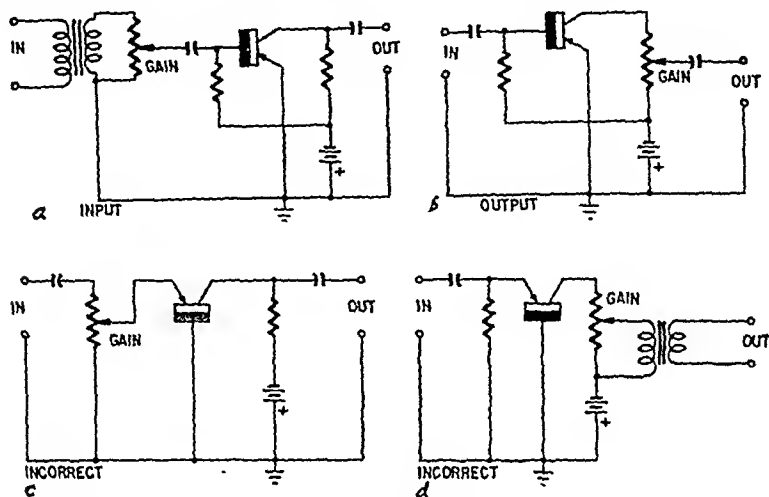 IN
GAIN
OUT
+
a
INPUT
IN
GAIN
OUT
+
b
OUTPUT
IN
GAIN
OUT
+
INCORRECT
c
IN
GAIN
OUT
+
INCORRECT
d